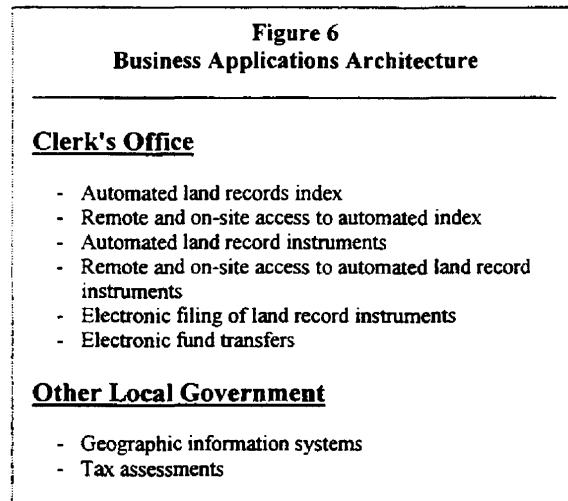 Figure 6
Business Applications Architecture
Clerk's Office
- Automated land records index
- Remote and on-site access to automated index
- Automated land record instruments
- Remote and on-site access to automated land record
instruments
- Electronic filing of land record instruments
- Electronic fund transfers
Other Local Government
- Geographic information systems
- Tax assessments